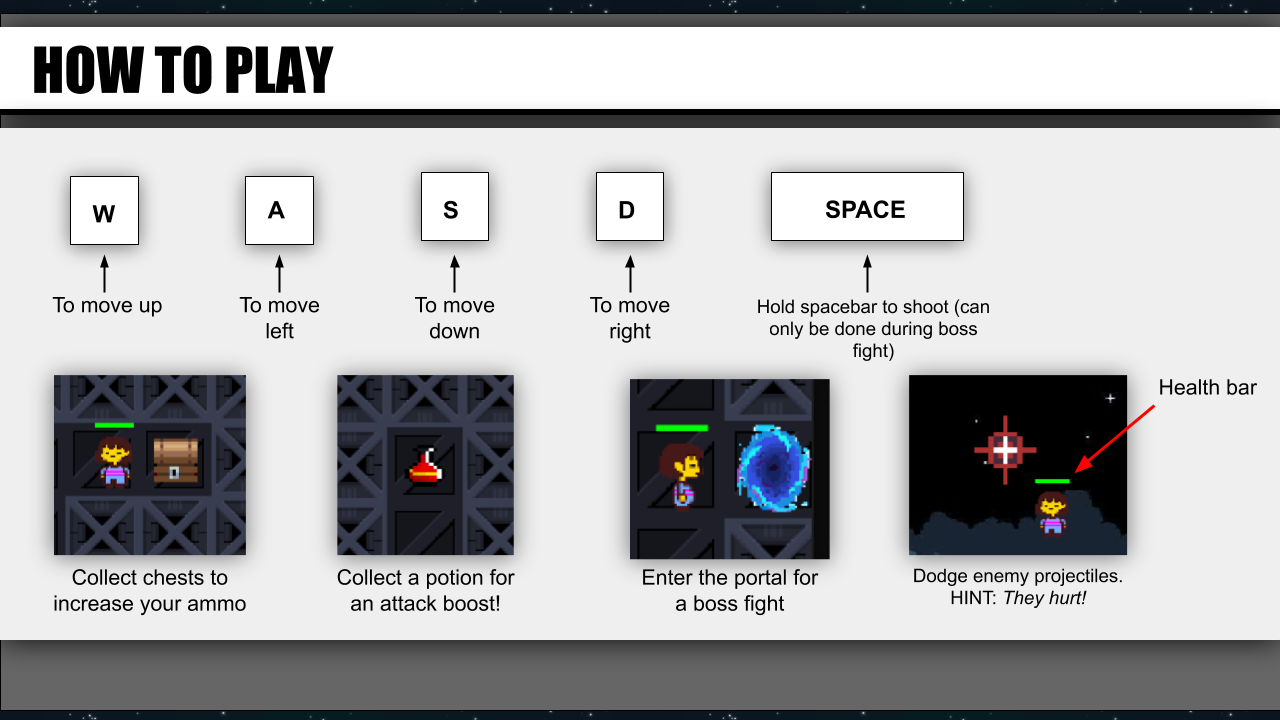 HOW TO PLAY
W
A
S
D
SPACE
To move up
To move
left
To move
down
To move
right
Hold spacebar to shoot (can
only be done during boss
fight)
Health bar
Collect chests to
increase your ammo
Collect a potion for
an attack boost!
Enter the portal for
a boss fight
Dodge enemy projectiles.
HINT: They hurt!